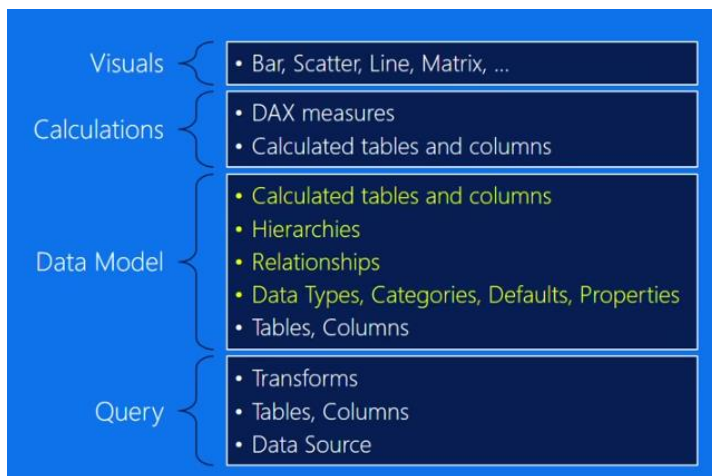 Visuals
• Bar, Scatter, Line, Matrix, ...
Calculations
• DAX measures
• Calculated tables and columns
Data Model
• Calculated tables and columns
• Hierarchies
• Relationships
• Data Types, Categories, Defaults, Properties
• Tables, Columns
Query
• Transforms
• Tables, Columns
• Data Source